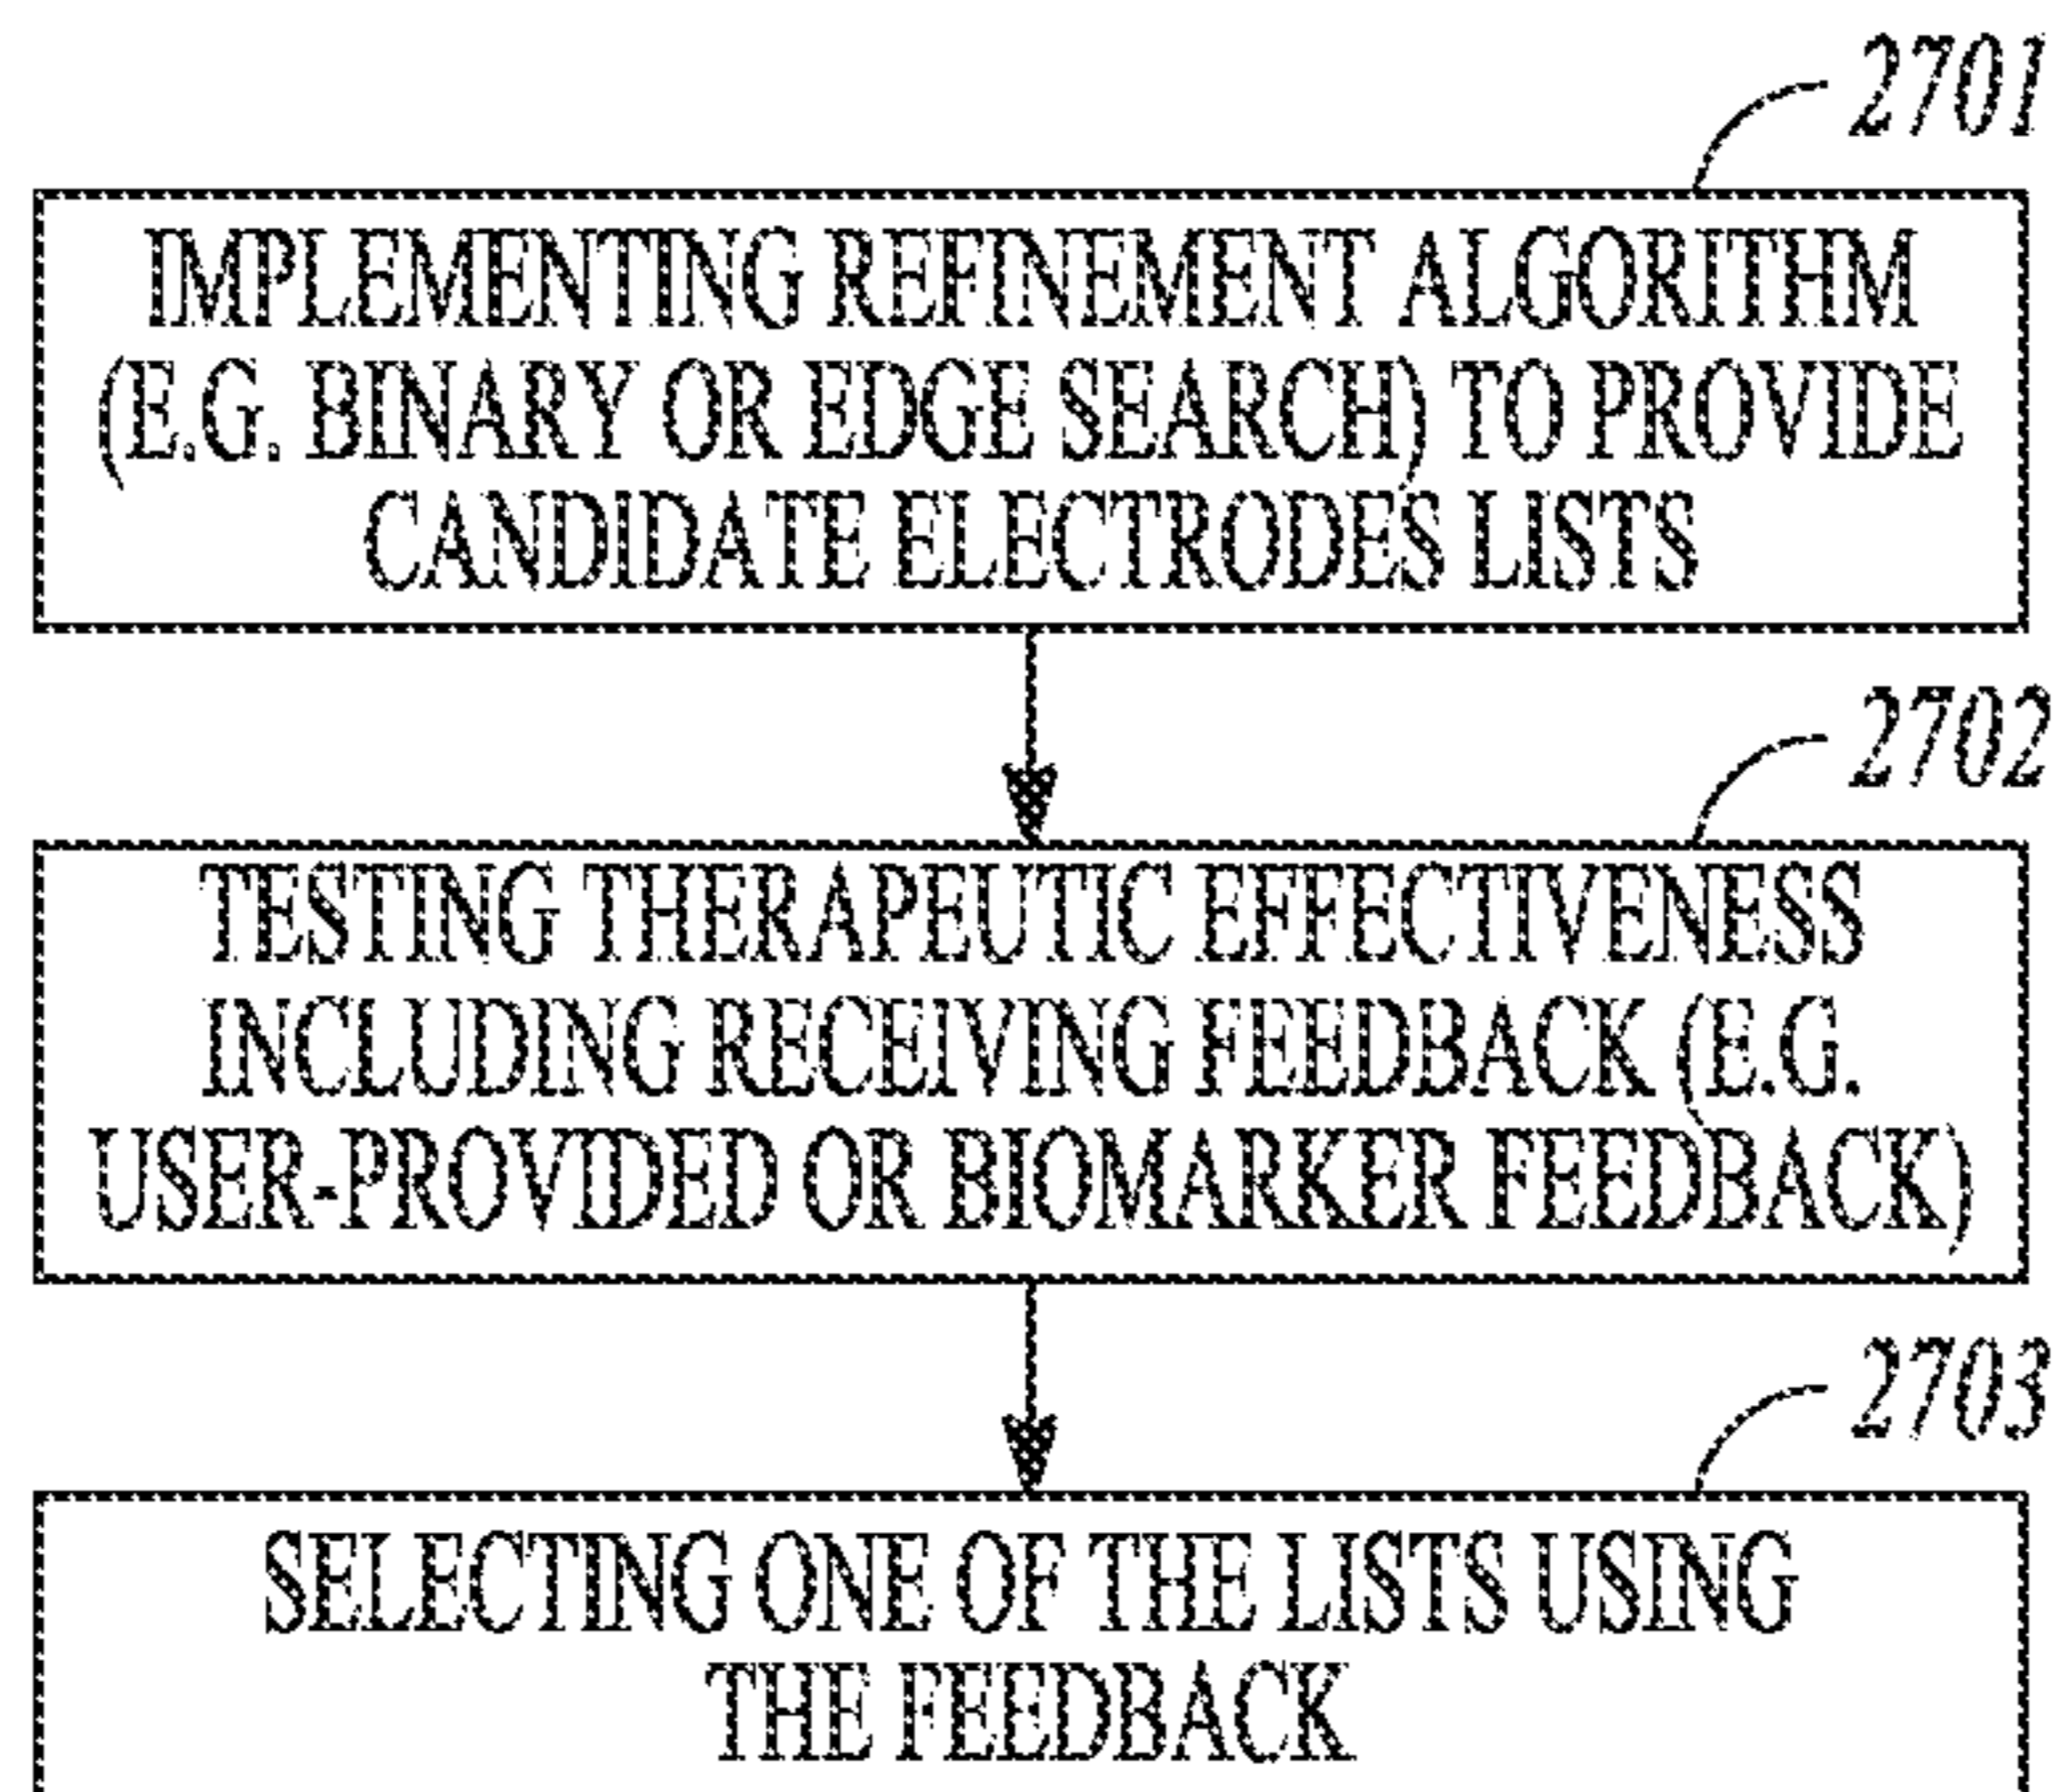 2701
IMPLEMENTING REFINEMENT ALGORITHM
(E.G. BINARY OR EDGE SEARCH) TO PROVIDE
CANDIDATE ELECTRODES LISTS
2702
TESTING THERAPEUTIC EFFECTIVENESS
INCLUDING RECEIVING FEEDBACK (E.G.
USER-PROVIDED OR BIOMARKER FEEDBACK)
2703
SELECTING ONE OF THE LISTS USING
THE FEEDBACK